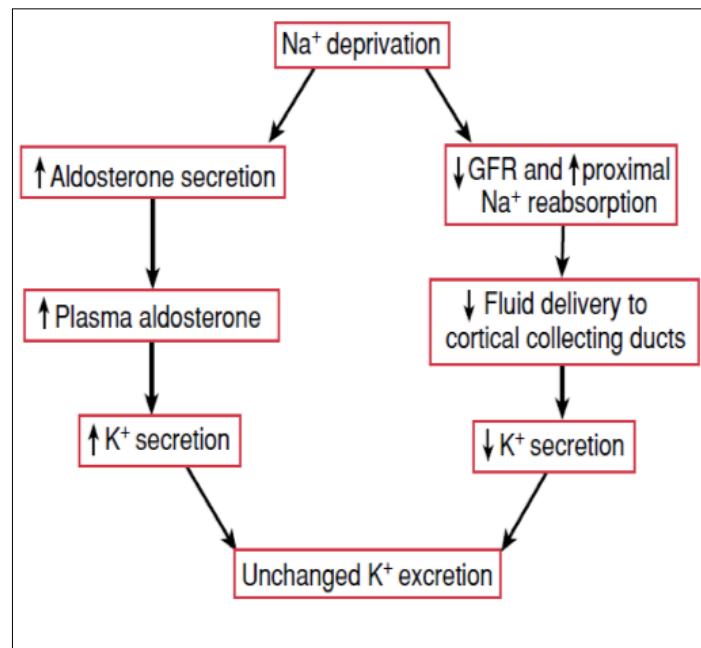 Na⁺ deprivation
↑ Aldosterone secretion
↓ GFR and ↑ proximal
Na⁺ reabsorption
↑ Plasma aldosterone
↓ Fluid delivery to
cortical collecting ducts
↑ K⁺ secretion
↓ K⁺ secretion
Unchanged K⁺ excretion